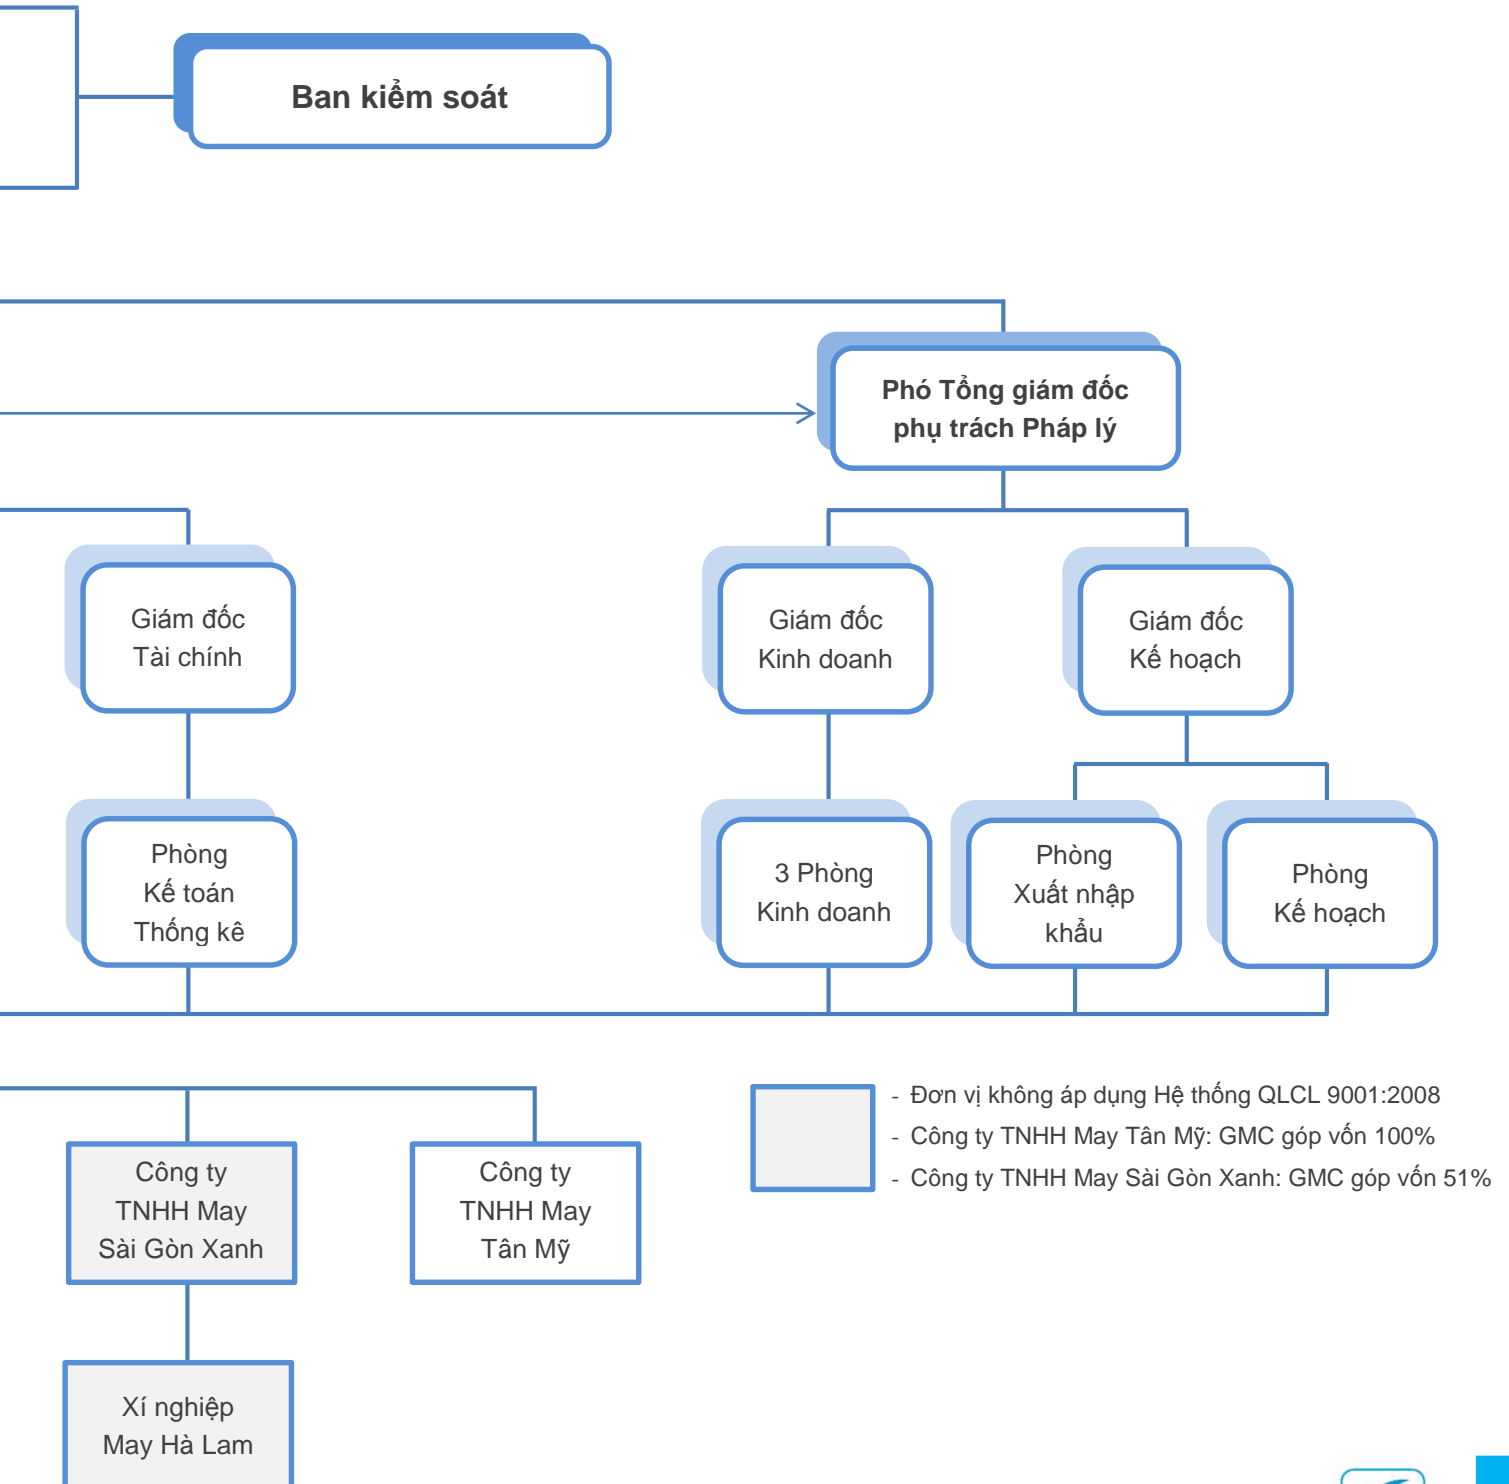 Ban kiểm soát
Phó Tổng giám đốc
phụ trách Pháp lý
Giám đốc
Tài chính
Giám đốc
Kinh doanh
Giám đốc
Kế hoạch
Phòng
Kế toán
Thống kê
3 Phòng
Kinh doanh
Phòng
Xuất nhập
khẩu
Phòng
Kế hoạch
Công ty
TNHH May
Sài Gòn Xanh
Công ty
TNHH May
Tân Mỹ
- Đơn vị không áp dụng Hệ thống QLCL 9001:2008
- Công ty TNHH May Tân Mỹ: GMC góp vốn 100%
- Công ty TNHH May Sài Gòn Xanh: GMC góp vốn 51%
Xí nghiệp
May Hà Lam